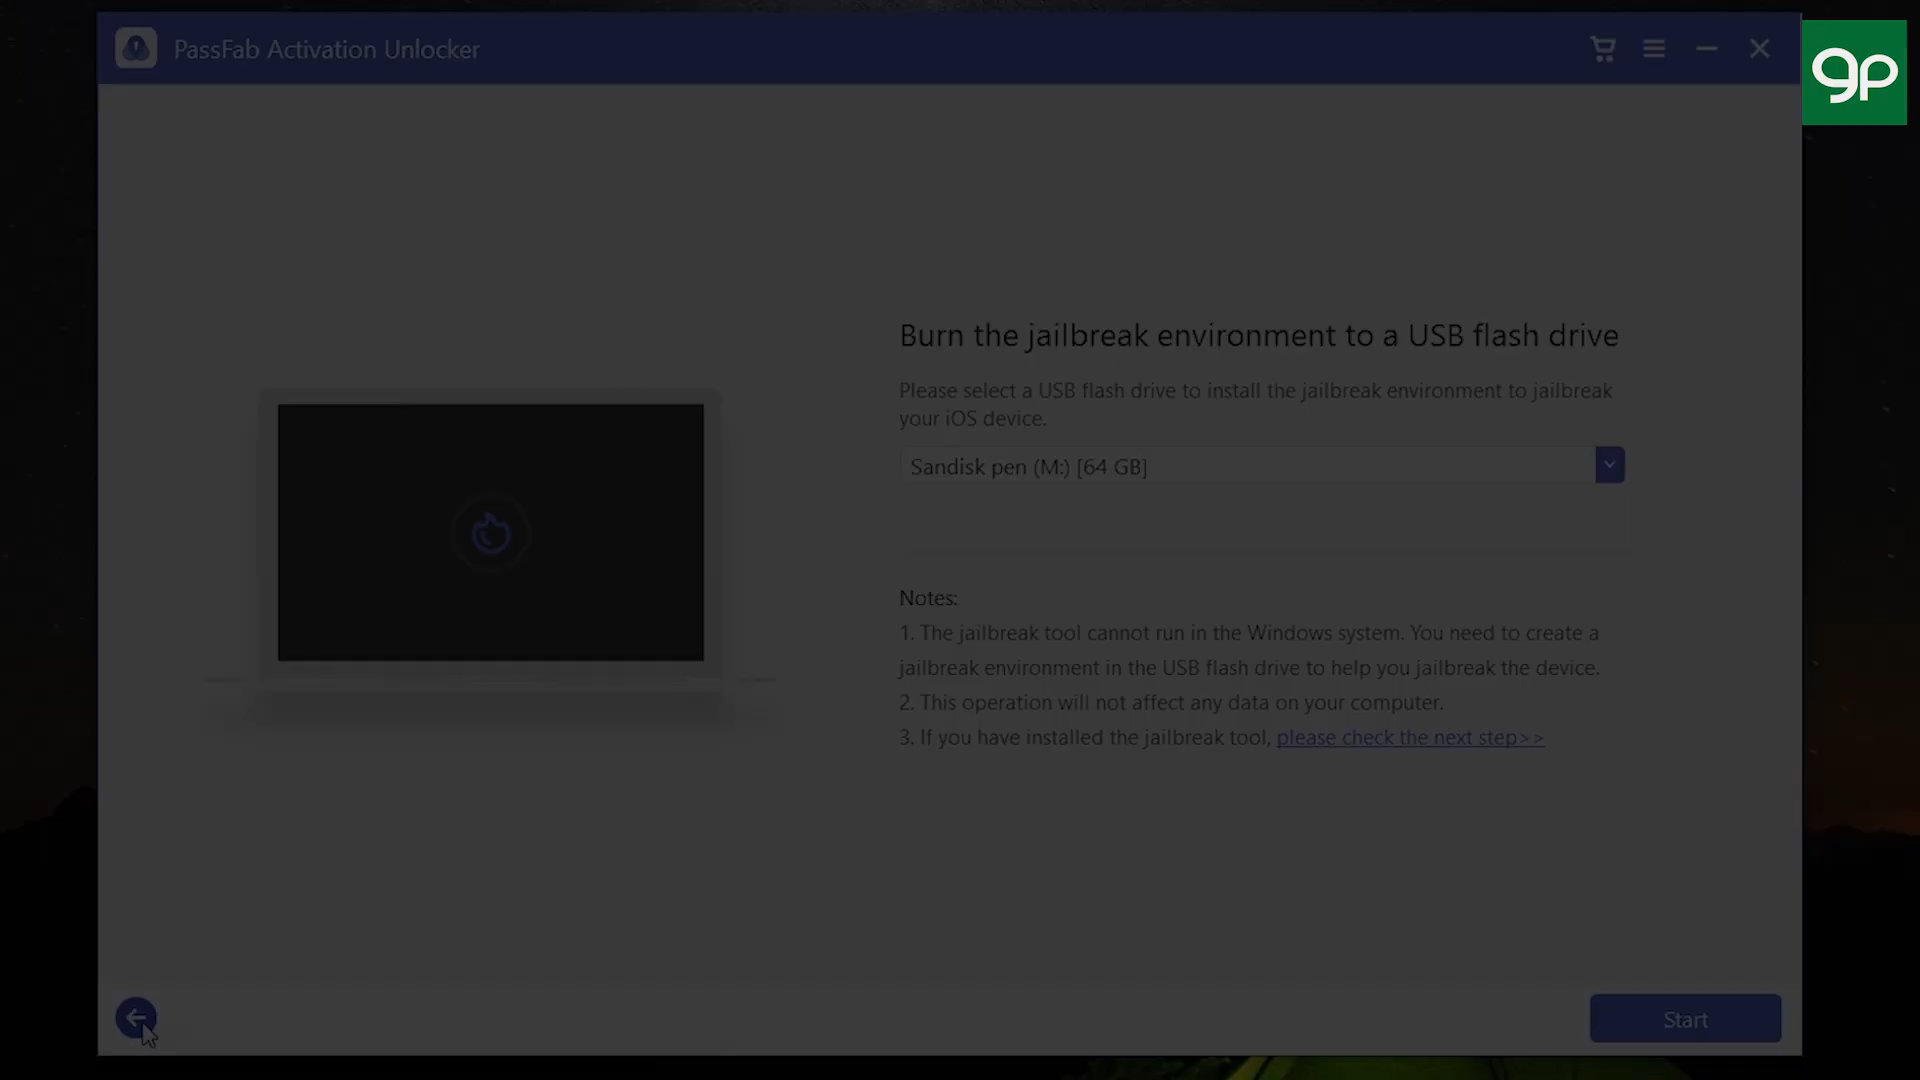 PassFab Activation Unlocker
gp
Burn the jailbreak environment to a USB flash drive
Please select a USB flash drive to install the jailbreak environment to jailbreak
your iOS device.
Sandisk pen (M:) [64 GB]
Notes:
1. The jailbreak tool cannot run in the Windows system. You need to create a
jailbreak environment in the USB flash drive to help you jailbreak the device.
2. This operation will not affect any data on your computer.
3. If you have installed the jailbreak tool, please check the next step>>
Start